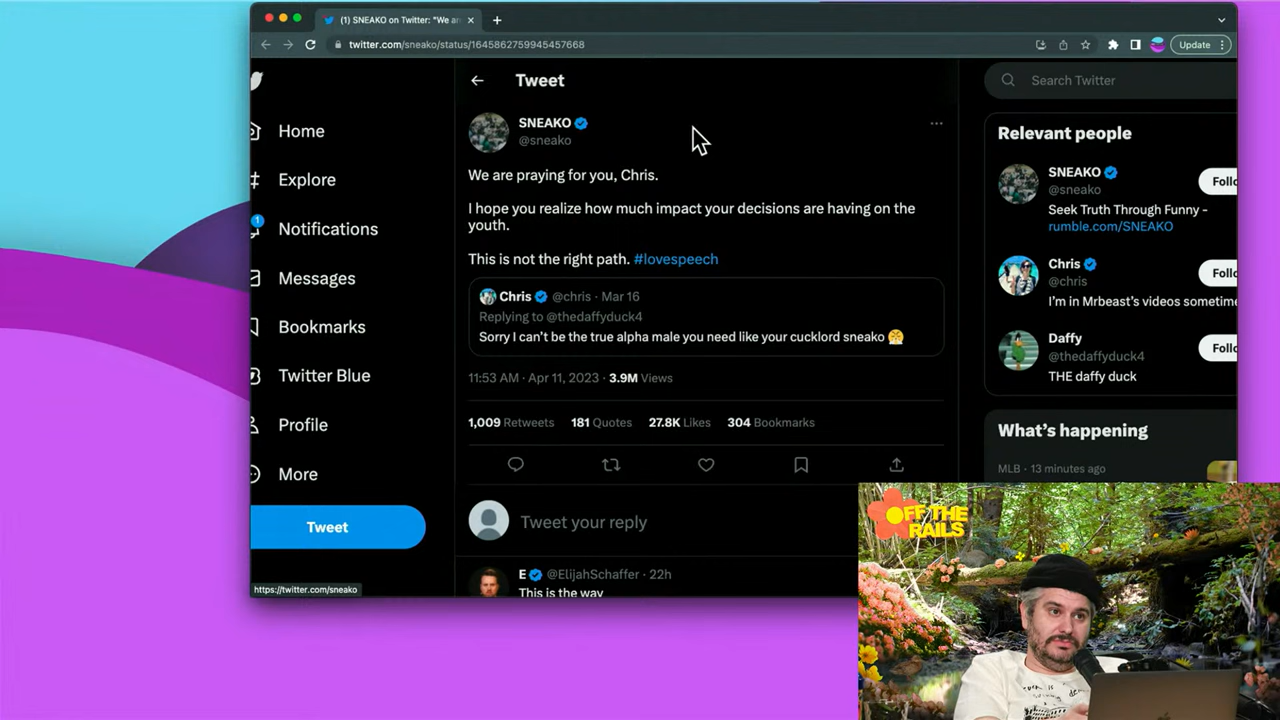 (1) SNEAKO on Twitter: "We ar
twitter.com/sneako/status/1645862759945457668
Update
Tweet
Search Twitter
Home
Explore
1
Notifications
Messages
Bookmarks
Twitter Blue
Profile
More
Tweet
https://twitter.com/sneako
SNEAKO
@sneako
We are praying for you, Chris.
I hope you realize how much impact your decisions are having on the
youth.
This is not the right path. #lovespeech
Chris @chris · Mar 16
Replying to @thedaffyduck4
Sorry I can't be the true alpha male you need like your cucklord sneako
11:53 AM · Apr 11, 2023 · 3.9M Views
1,009 Retweets 181 Quotes 27.8K Likes 304 Bookmarks
Tweet your reply
E @ElijahSchaffer · 22h
This is the way
Relevant people
SNEAKO
@sneako
Follo
Seek Truth Through Funny -
rumble.com/SNEAKO
Chris
@chris
Follo
I'm in Mrbeast's videos sometime
Daffy
@thedaffyduck4
Follo
THE daffy duck
What's happening
MLB · 13 minutes ago
OFF THE
RAILS